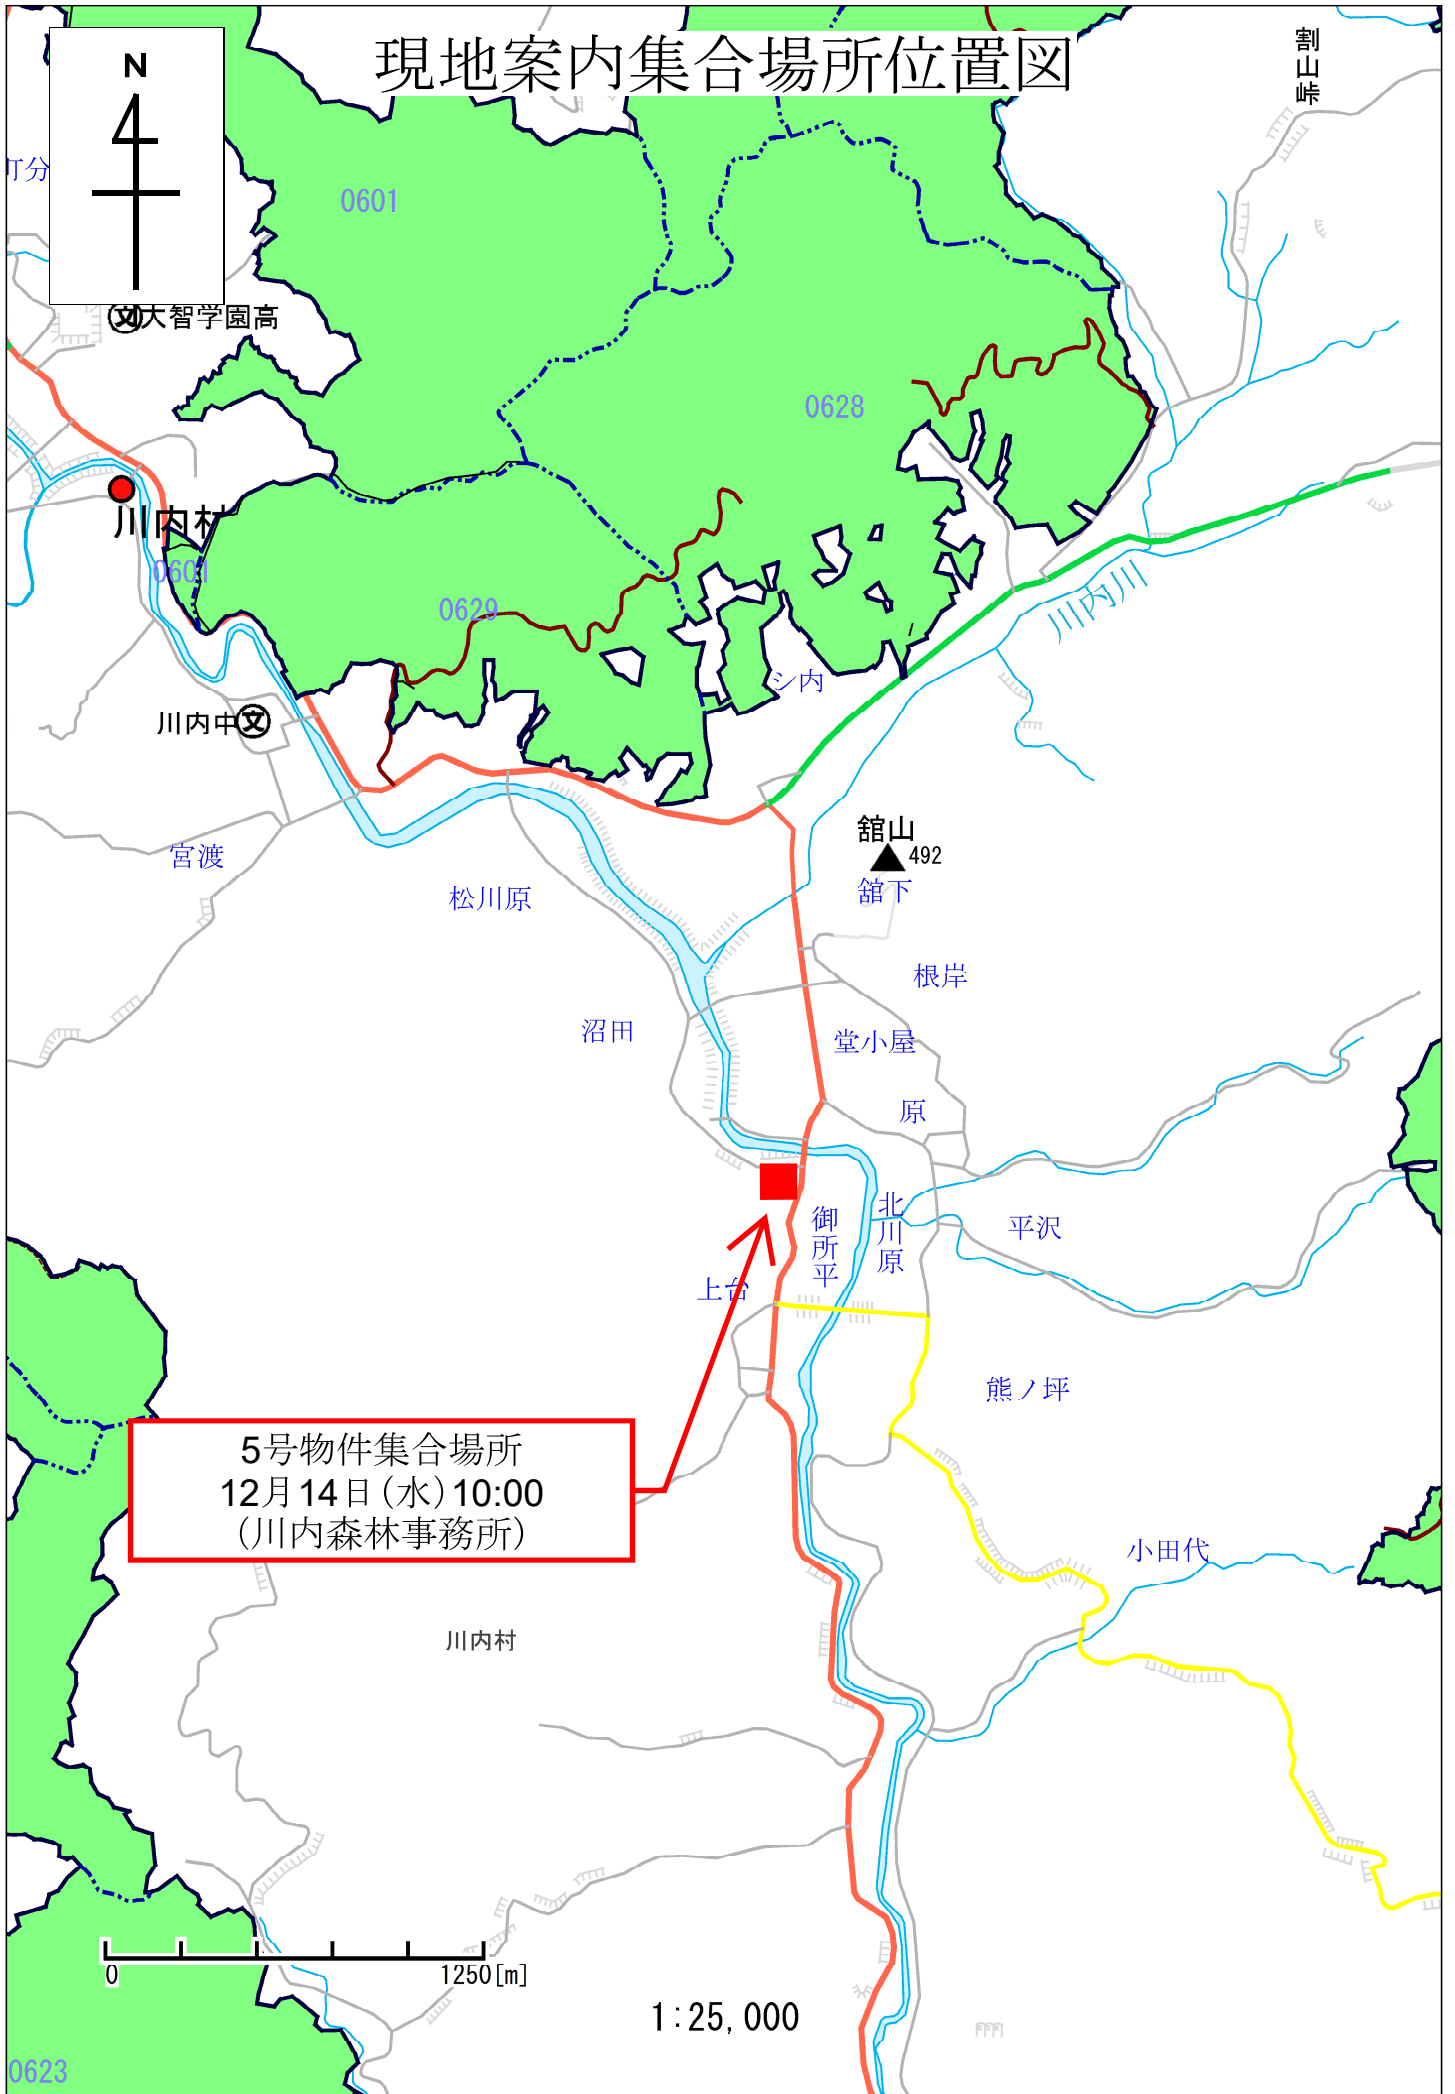 現地案内集合場所位置図
N
割山峠
町分
0601
大智学園高
0628
川内村
0601
0629
川内川
シ内
川内中
舘山
492
舘下
宮渡
松川原
根岸
沼田
堂小屋
原
北川原
御所平
平沢
上台
熊ノ坪
5号物件集合場所
12月14日(水)10:00
(川内森林事務所)
小田代
川内村
0
1250[m]
1:25,000
0623